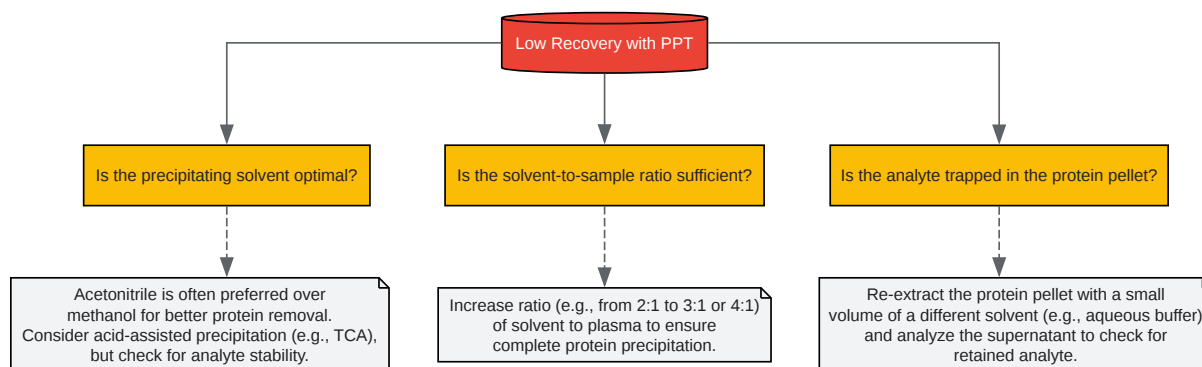 Low Recovery with PPT
Is the precipitating solvent optimal?
Is the solvent-to-sample ratio sufficient?
Is the analyte trapped in the protein pellet?
Acetonitrile is often preferred over
methanol for better protein removal.
Consider acid-assisted precipitation (e.g., TCA),
but check for analyte stability.
Increase ratio (e.g., from 2:1 to 3:1 or 4:1)
of solvent to plasma to ensure
complete protein precipitation.
Re-extract the protein pellet with a small
volume of a different solvent (e.g., aqueous buffer)
and analyze the supernatant to check for
retained analyte.